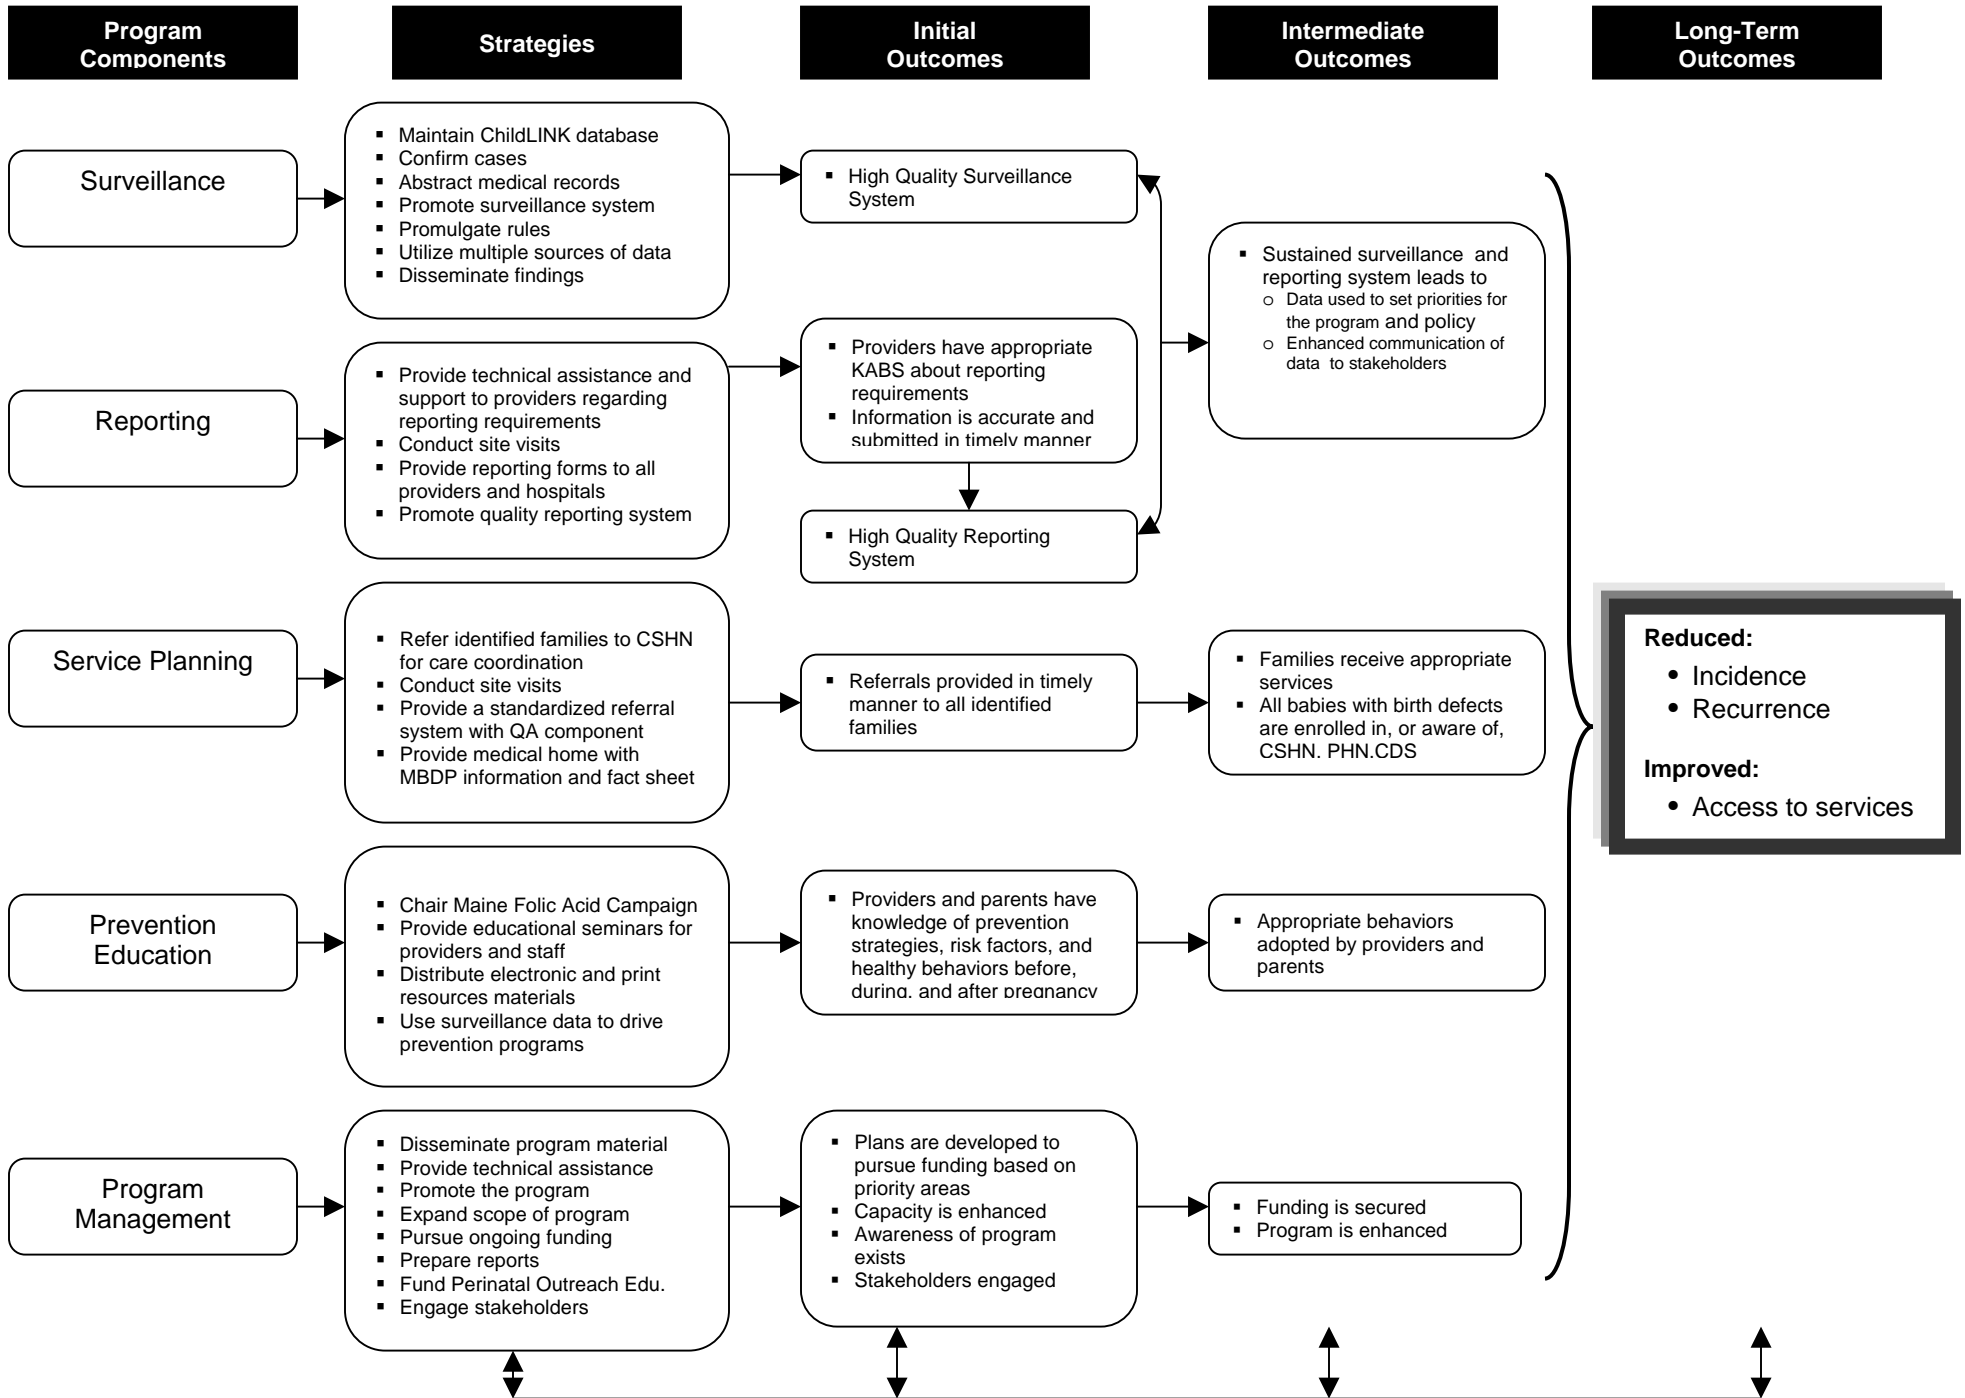 Program
Components
Strategies
Initial
Outcomes
Intermediate
Outcomes
Long-Term
Outcomes
Surveillance
▪ Maintain ChildLINK database
▪ Confirm cases
▪ Abstract medical records
▪ Promote surveillance system
▪ Promulgate rules
▪ Utilize multiple sources of data
▪ Disseminate findings
▪ High Quality Surveillance
System
▪ Sustained surveillance and
reporting system leads to
o Data used to set priorities for
the program and policy
o Enhanced communication of
data to stakeholders
Reporting
▪ Provide technical assistance and
support to providers regarding
reporting requirements
▪ Conduct site visits
▪ Provide reporting forms to all
providers and hospitals
▪ Promote quality reporting system
▪ Providers have appropriate
KABS about reporting
requirements
▪ Information is accurate and
submitted in timely manner
▪ High Quality Reporting
System
Service Planning
▪ Refer identified families to CSHN
for care coordination
▪ Conduct site visits
▪ Provide a standardized referral
system with QA component
▪ Provide medical home with
MBDP information and fact sheet
▪ Referrals provided in timely
manner to all identified
families
▪ Families receive appropriate
services
▪ All babies with birth defects
are enrolled in, or aware of,
CSHN. PHN.CDS
Reduced:
• Incidence
• Recurrence
Improved:
• Access to services
Prevention
Education
▪ Chair Maine Folic Acid Campaign
▪ Provide educational seminars for
providers and staff
▪ Distribute electronic and print
resources materials
▪ Use surveillance data to drive
prevention programs
▪ Providers and parents have
knowledge of prevention
strategies, risk factors, and
healthy behaviors before,
during, and after pregnancy
▪ Appropriate behaviors
adopted by providers and
parents
Program
Management
▪ Disseminate program material
▪ Provide technical assistance
▪ Promote the program
▪ Expand scope of program
▪ Pursue ongoing funding
▪ Prepare reports
▪ Fund Perinatal Outreach Edu.
▪ Engage stakeholders
▪ Plans are developed to
pursue funding based on
priority areas
▪ Capacity is enhanced
▪ Awareness of program
exists
▪ Stakeholders engaged
▪ Funding is secured
▪ Program is enhanced